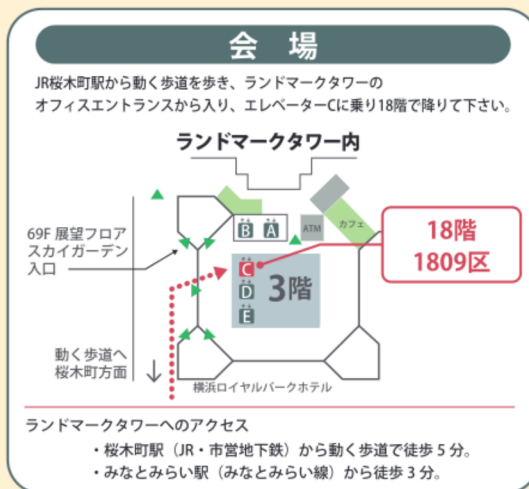 会場
JR桜木町駅から動く歩道を歩き、ランドマークタワーの
オフィスエントランスから入り、エレベーターCに乗り18階で降りて下さい。
ランドマークタワー内
69F 展望フロア
スカイガーデン
入口
B A
ATM
カフェ
18階
1809区
C
D
E
3階
動く歩道へ
桜木町方面
横浜ロイヤルパークホテル
ランドマークタワーへのアクセス
・桜木町駅（JR・市営地下鉄）から動く歩道で徒歩 5 分。
・みなとみらい駅（みなとみらい線）から徒歩 3 分。